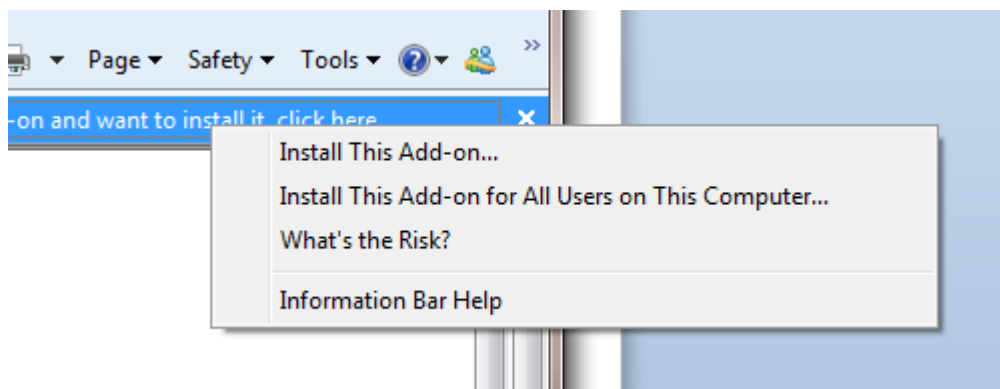 Page Safety Tools
-on and want to install it, click here
Install This Add-on...
Install This Add-on for All Users on This Computer...
What's the Risk?
Information Bar Help